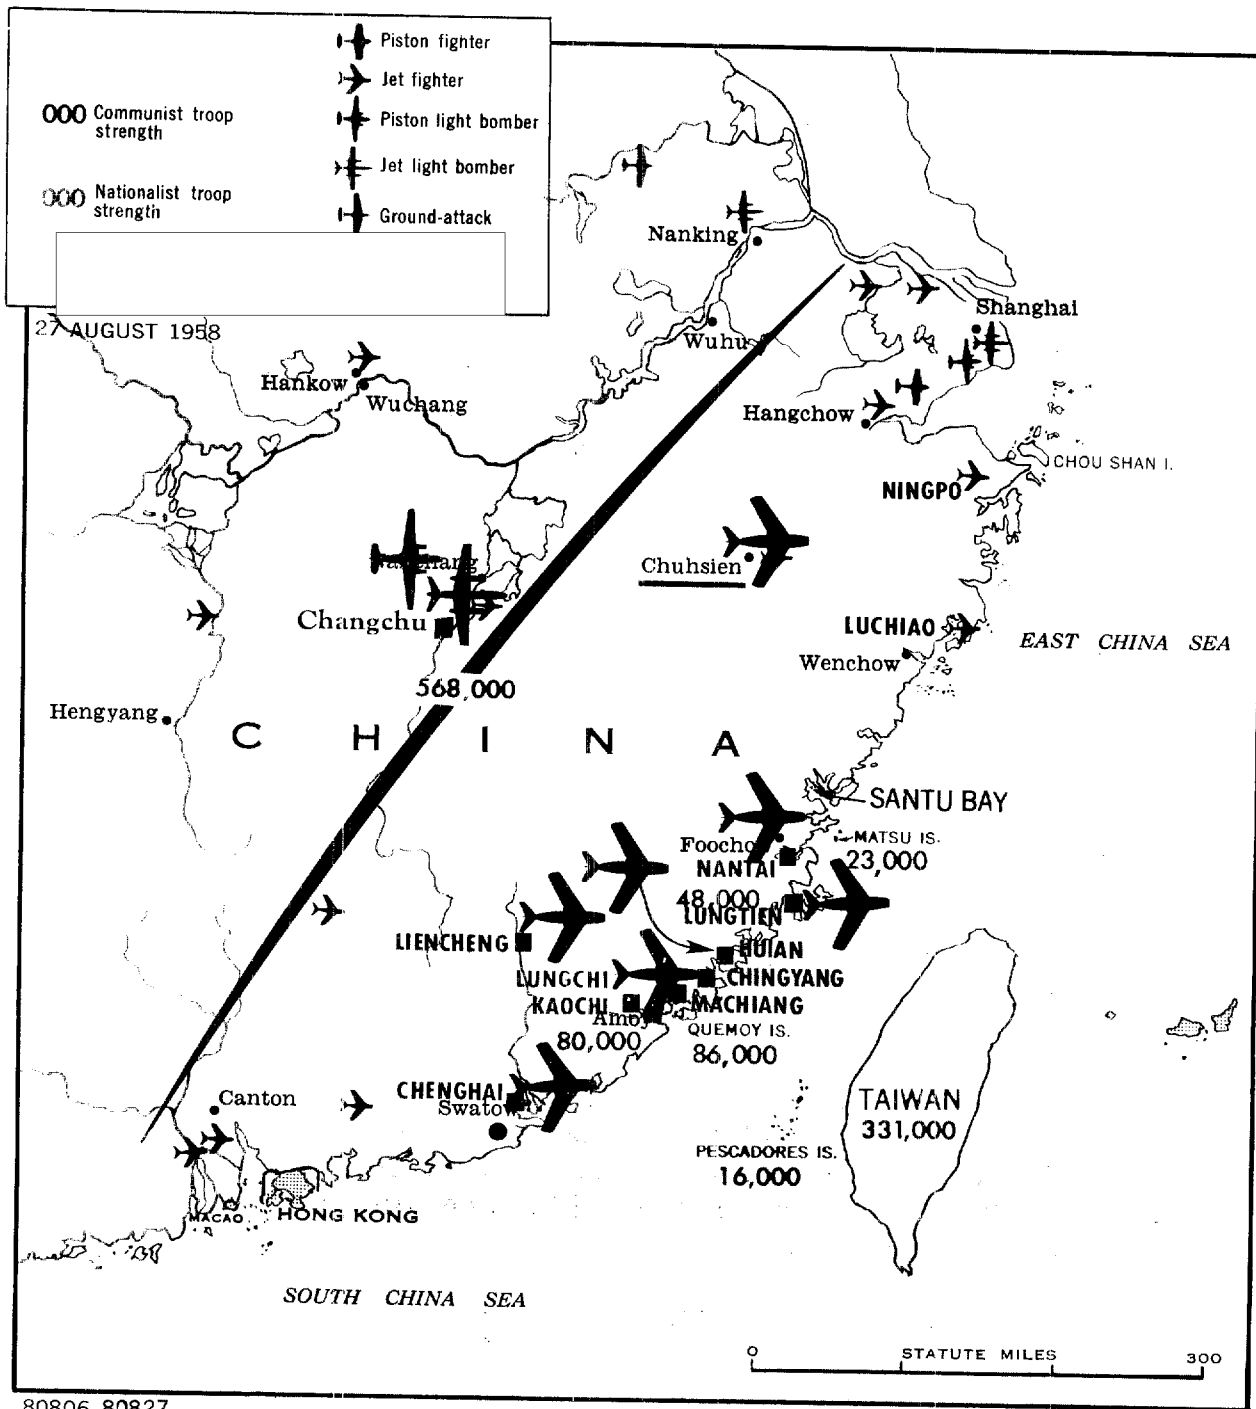 Piston fighter
Jet fighter
000 Communist troop
strength
Piston light bomber
Jet light bomber
000 Nationalist troop
strength
Ground-attack
27 AUGUST 1958
Nanking
Shanghai
Wuhu
Hankow
Wuchang
Hangchow
CHOU SHAN I.
NINGPO
Chuhsien
Changchu
LUCHIAO
EAST CHINA SEA
Wenchow
568,000
Hengyang
C H I N A
SANTU BAY
MATSU IS.
23,000
NANTAI
48,000
LUNGTIEN
LIENCHENG
HUIAN
LUNGCHI
CHINGYANG
KAOCHI
MACHIANG
Amoy
80,000
QUEMOY IS.
86,000
CHENGHAI
Swatow
Canton
TAIWAN
331,000
PESCADORES IS.
16,000
MACAO
HONG KONG
SOUTH CHINA SEA
0 STATUTE MILES 300
80806 80827